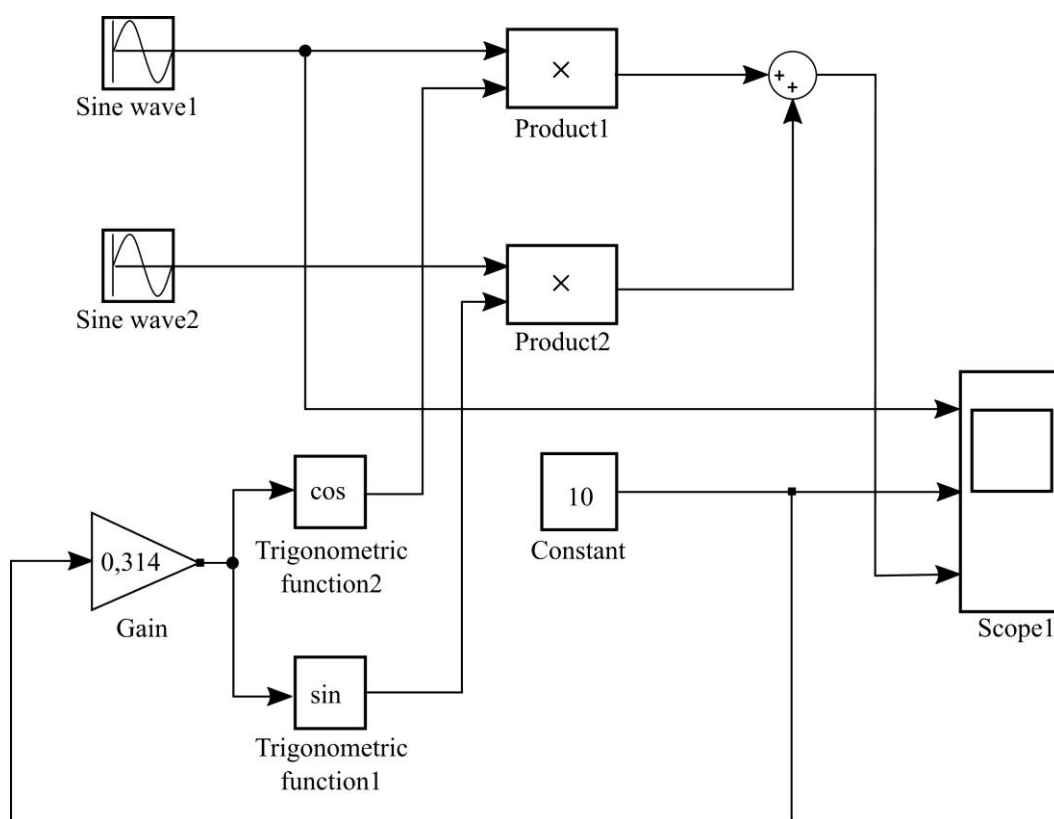 ×
+
+
Sine wave1
Product1
×
Sine wave2
Product2
cos
10
Trigonometric
function2
Constant
0,314
Gain
Scope1
sin
Trigonometric
function1